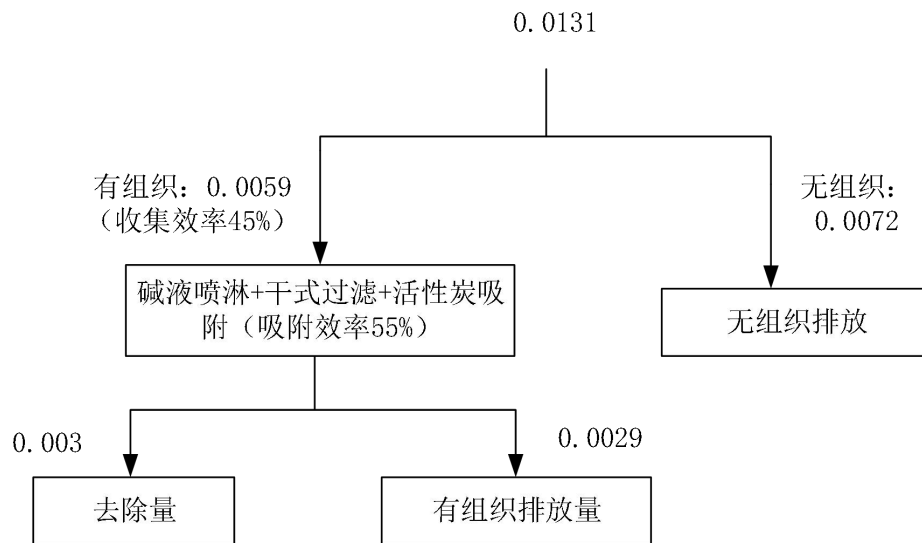 0.0131
有组织：0.0059
（收集效率45%）
无组织：
0.0072
碱液喷淋+干式过滤+活性炭吸
附（吸附效率55%）
无组织排放
0.003
0.0029
去除量
有组织排放量